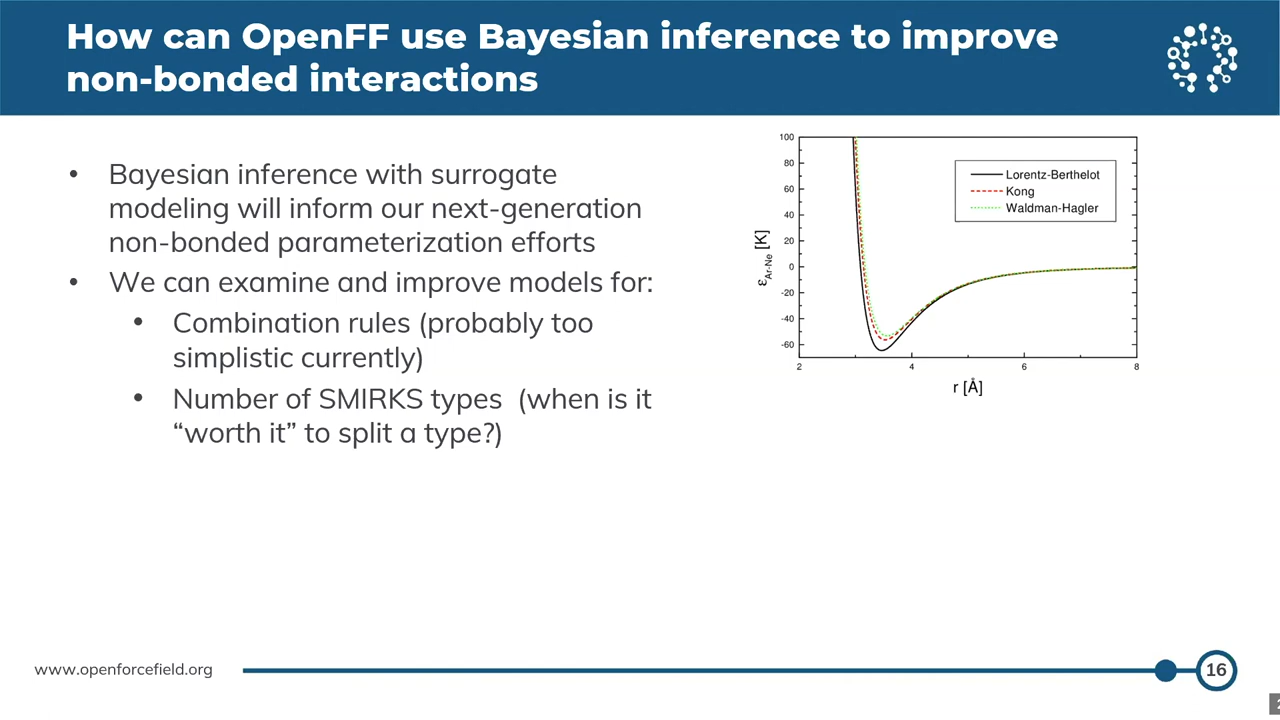 How can OpenFF use Bayesian inference to improve
non-bonded interactions
• Bayesian inference with surrogate
modeling will inform our next-generation
non-bonded parameterization efforts
• We can examine and improve models for:
• Combination rules (probably too
simplistic currently)
• Number of SMIRKS types (when is it
“worth it” to split a type?)
100
80
60
40
20
0
-20
-40
-60
ε Ar-Ne [K]
Lorentz-Berthelot
Kong
Waldman-Hagler
2 4 6 8
r [Å]
www.openforcefield.org
16